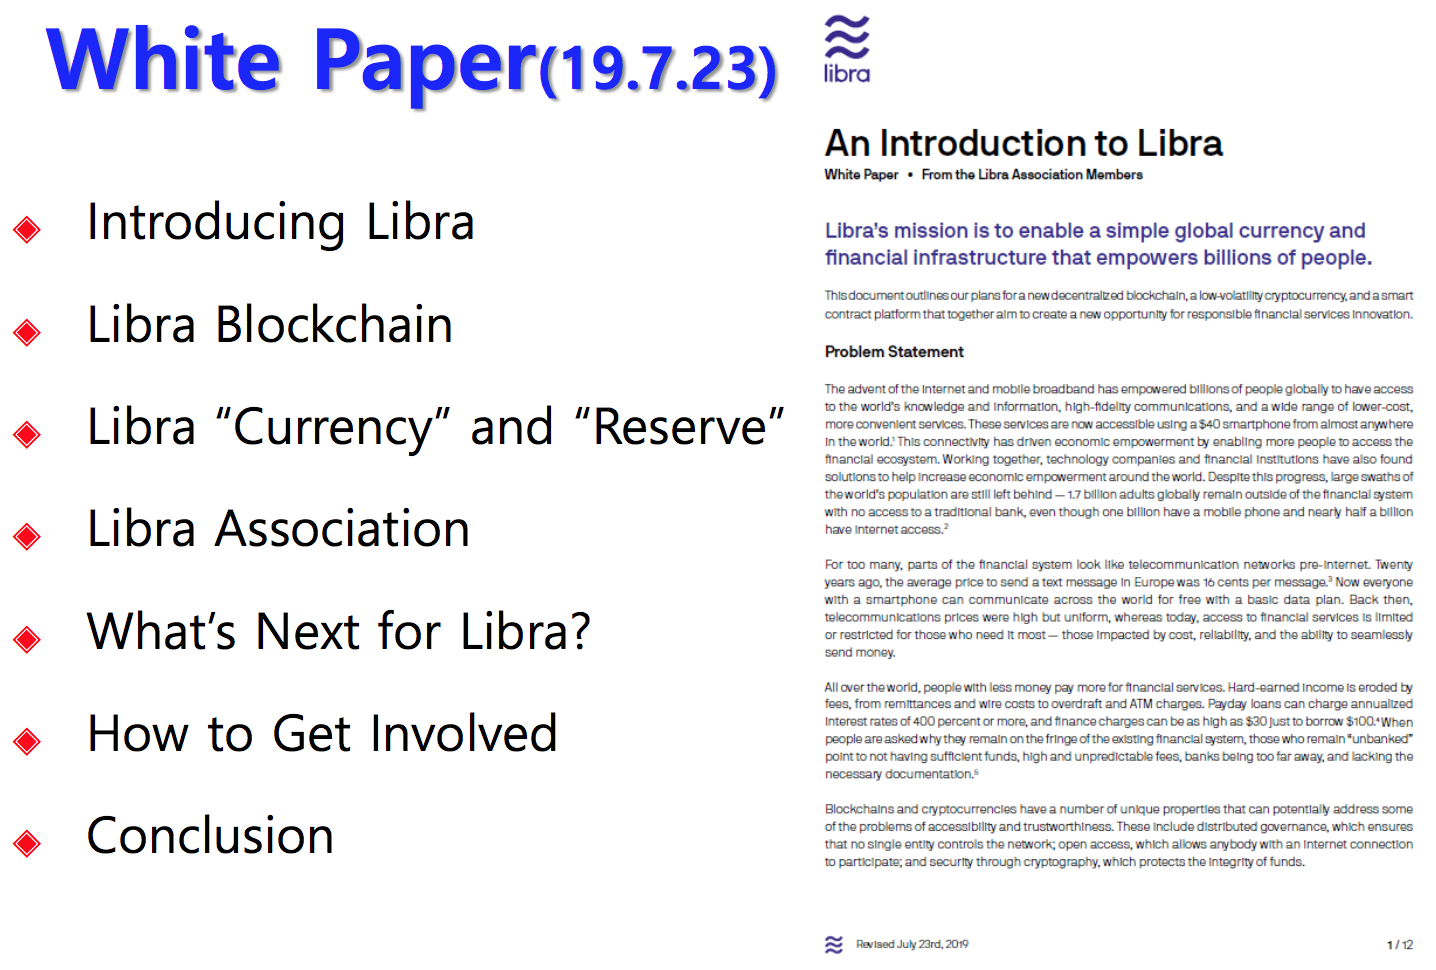 White Paper(19.7.23)
Introducing Libra
Libra Blockchain
Libra “Currency” and “Reserve”
Libra Association
What’s Next for Libra?
How to Get Involved
Conclusion
libra
An Introduction to Libra
White Paper • From the Libra Association Members
Libra’s mission is to enable a simple global currency and
financial infrastructure that empowers billions of people.
This document outlines our plans for a new decentralized blockchain, a low-volatility cryptocurrency, and a smart
contract platform that together aim to create a new opportunity for responsible financial services innovation.
Problem Statement
The advent of the internet and mobile broadband has empowered billions of people globally to have access
to the world’s knowledge and information, high-fidelity communications, and a wide range of lower-cost,
more convenient services. These services are now accessible using a $40 smartphone from almost anywhere
in the world.¹ This connectivity has driven economic empowerment by enabling more people to access the
financial ecosystem. Working together, technology companies and financial institutions have also found
solutions to help increase economic empowerment around the world. Despite this progress, large swaths of
the world’s population are still left behind — 1.7 billion adults globally remain outside of the financial system
with no access to a traditional bank, even though one billion have a mobile phone and nearly half a billion
have internet access.²
For too many, parts of the financial system look like telecommunication networks pre-internet. Twenty
years ago, the average price to send a text message in Europe was 16 cents per message.³ Now everyone
with a smartphone can communicate across the world for free with a basic data plan. Back then,
telecommunications prices were high but uniform, whereas today, access to financial services is limited
or restricted for those who need it most — those impacted by cost, reliability, and the ability to seamlessly
send money.
All over the world, people with less money pay more for financial services. Hard-earned income is eroded by
fees, from remittances and wire costs to overdraft and ATM charges. Payday loans can charge annualized
interest rates of 400 percent or more, and finance charges can be as high as $30 just to borrow $100.⁴ When
people are asked why they remain on the fringe of the existing financial system, those who remain “unbanked”
point to not having sufficient funds, high and unpredictable fees, banks being too far away, and lacking the
necessary documentation.⁵
Blockchains and cryptocurrencies have a number of unique properties that can potentially address some
of the problems of accessibility and trustworthiness. These include distributed governance, which ensures
that no single entity controls the network; open access, which allows anybody with an internet connection
to participate; and security through cryptography, which protects the integrity of funds.
Revised July 23rd, 2019
1 / 12